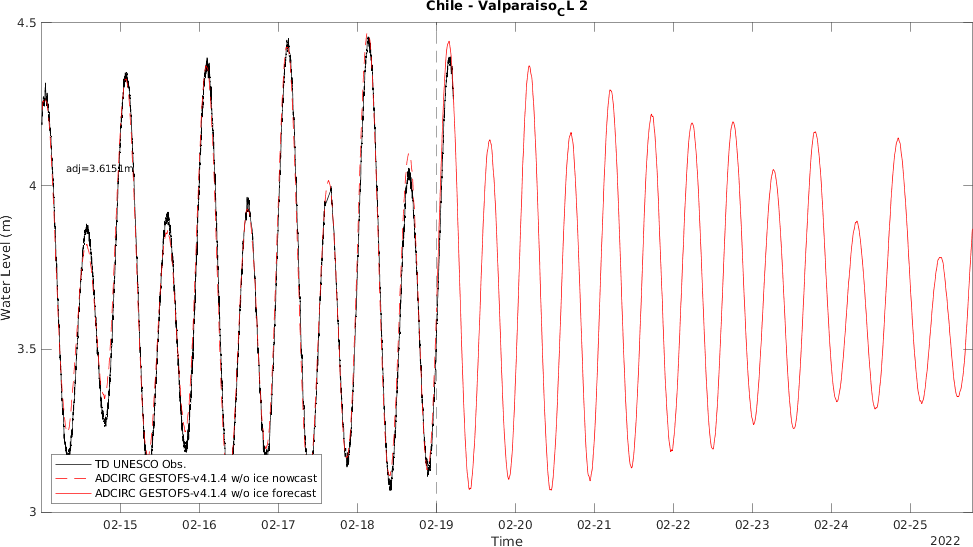 Chile - ValparaisoCL 2
4.5
4
3.5
3
Water Level (m)
adj=3.6151m
TD UNESCO Obs.
ADCIRC GESTOFS-v4.1.4 w/o ice nowcast
ADCIRC GESTOFS-v4.1.4 w/o ice forecast
02-15 02-16 02-17 02-18 02-19 02-20 02-21 02-22 02-23 02-24 02-25
Time
2022